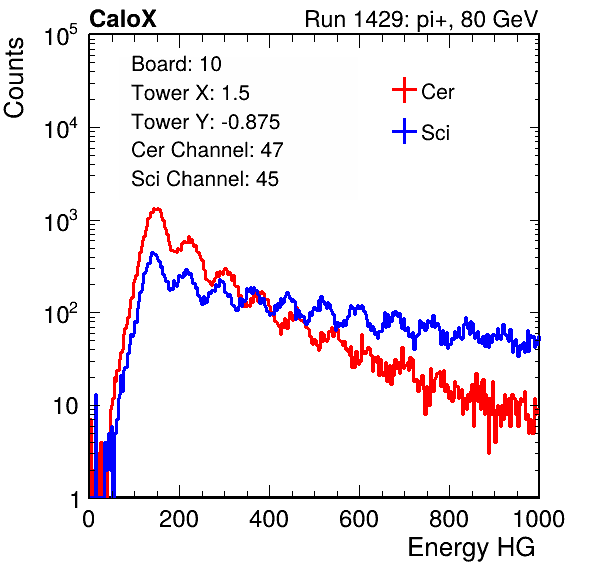 CaloX Run 1429: pi+, 80 GeV
Counts
10^5
10^4
10^3
10^2
10
1
Board: 10
Tower X: 1.5
Tower Y: -0.875
Cer Channel: 47
Sci Channel: 45
Cer
Sci
0 200 400 600 800 1000
Energy HG